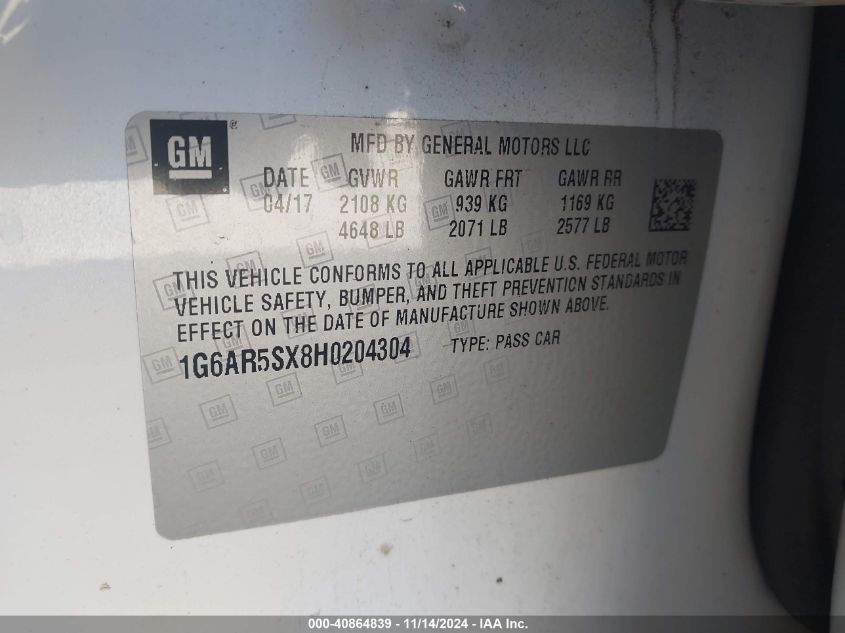 GM ®
MFD BY GENERAL MOTORS LLC
DATE GVWR GAWR FRT GAWR RR
04/17 2108 KG 939 KG 1169 KG
4648 LB 2071 LB 2577 LB
THIS VEHICLE CONFORMS TO ALL APPLICABLE U.S. FEDERAL MOTOR
VEHICLE SAFETY, BUMPER, AND THEFT PREVENTION STANDARDS IN
EFFECT ON THE DATE OF MANUFACTURE SHOWN ABOVE.
1G6AR5SX8H0204304 TYPE: PASS CAR
000-40864839 - 11/14/2024 - IAA Inc.